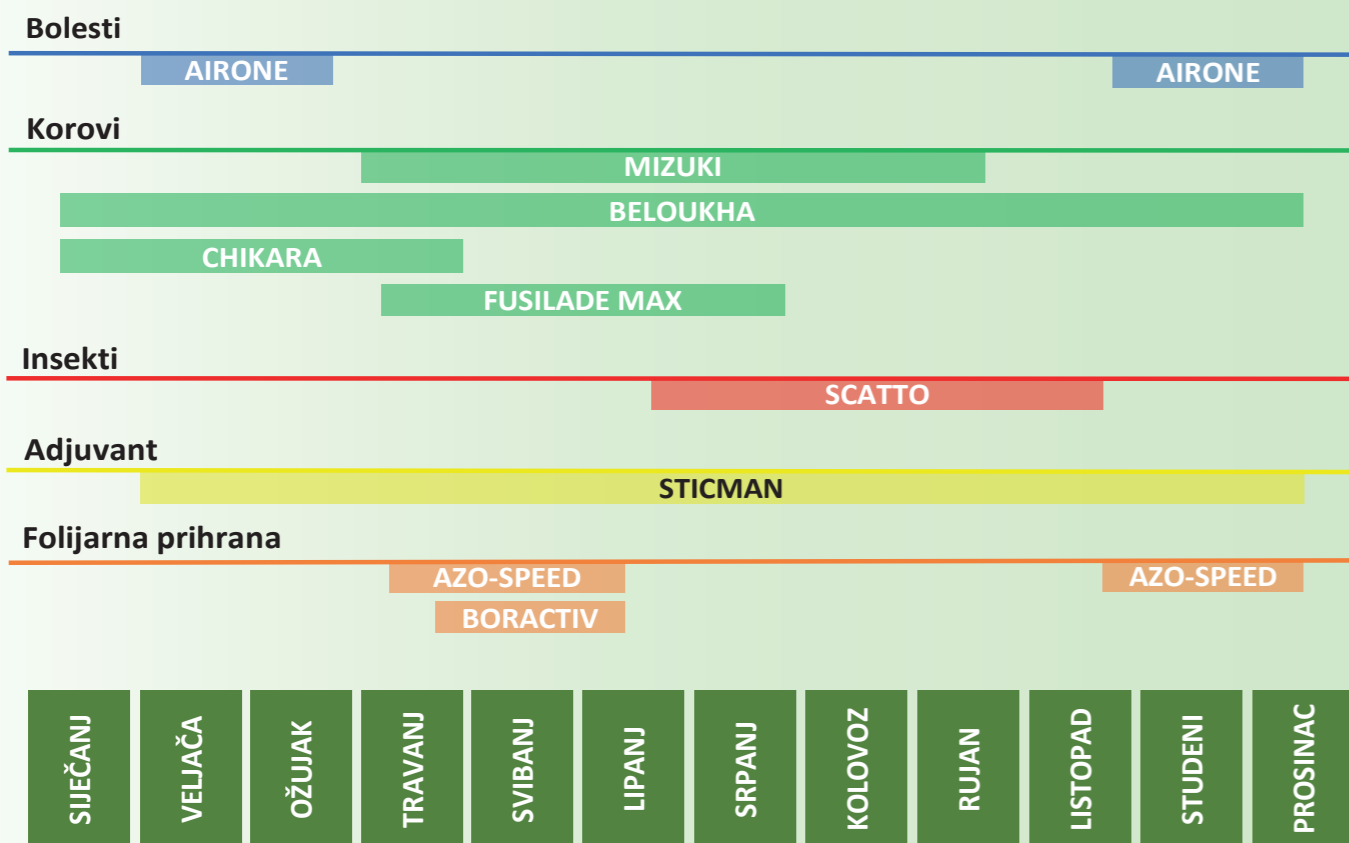 Bolesti
AIRONE AIRONE
Korovi
MIZUKI
BELOUKHA
CHIKARA
FUSILADE MAX
Insekti
SCATTO
Adjuvant
STICMAN
Folijarna prihrana
AZO-SPEED AZO-SPEED
BORACTIV
SIJEČANJ
VELJAČA
OŽUJAK
TRAVANJ
SVIBANJ
LIPANJ
SRPANJ
KOLOVOZ
RUJAN
LISTOPAD
STUDENI
PROSINAC